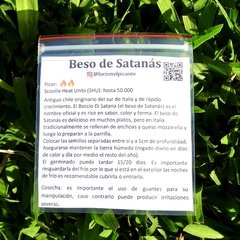 Beso de Satanás
@locosxelpicante
Picor: 🔥🔥
Scoville Heat Units (SHU): hasta 50.000
Antiguo chile originario del sur de Italia y de rápido
crecimiento. El Baccio Di Satana (el beso de Satanás) es el
nombre oficial y es rico en sabor, color y forma. El beso de
Satanás es delicioso en muchos platos, pero en Italia
tradicionalmente se rellenan de anchoas y queso mozzarella y
luego lo preparan a la parrilla.
Colocar las semillas separadas entre sí y a 1cm de profundidad.
Asegurarse mantener la tierra húmeda (regado diario en días
de calor y día por medio el resto del año).
El germinado puede tardar 15/20 días. Es importante
resguardarla del frío por lo que si está en el exterior las noches
de frío es recomendable cubrirla o entrarla.
Cosecha: es importante el uso de guantes para su
manipulación, caso contrario puede producir irritaciones
severas.